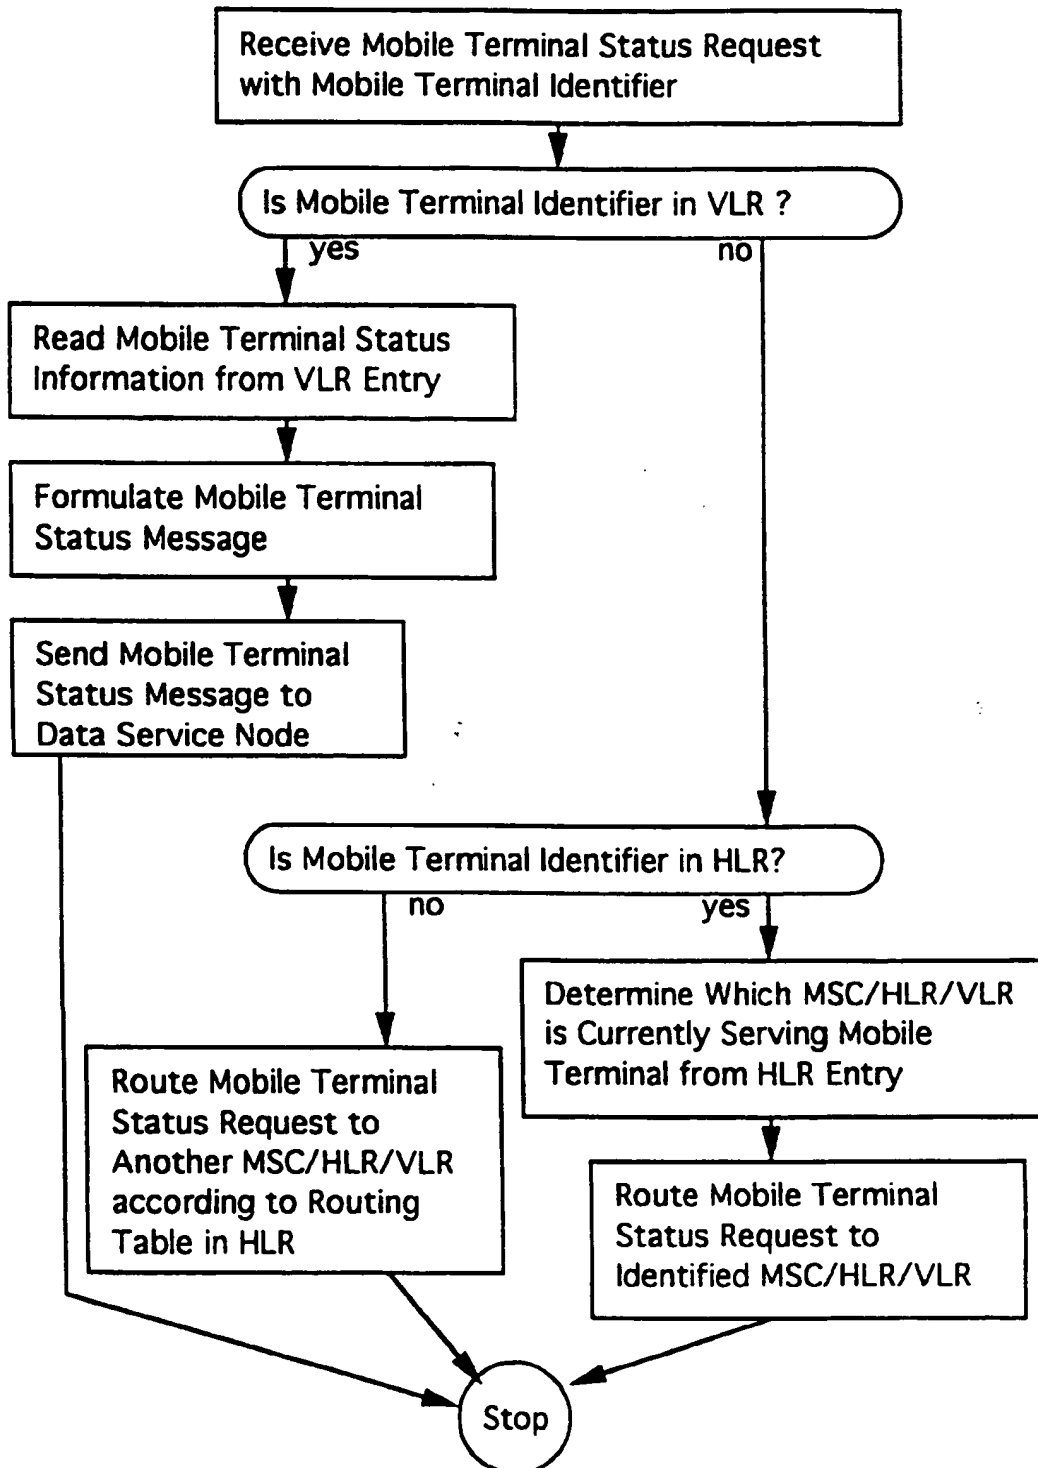 Receive Mobile Terminal Status Request
with Mobile Terminal Identifier
Is Mobile Terminal Identifier in VLR ?
yes
no
Read Mobile Terminal Status
Information from VLR Entry
Formulate Mobile Terminal
Status Message
Send Mobile Terminal
Status Message to
Data Service Node
Is Mobile Terminal Identifier in HLR?
no
yes
Determine Which MSC/HLR/VLR
is Currently Serving Mobile
Terminal from HLR Entry
Route Mobile Terminal
Status Request to
Another MSC/HLR/VLR
according to Routing
Table in HLR
Route Mobile Terminal
Status Request to
Identified MSC/HLR/VLR
Stop